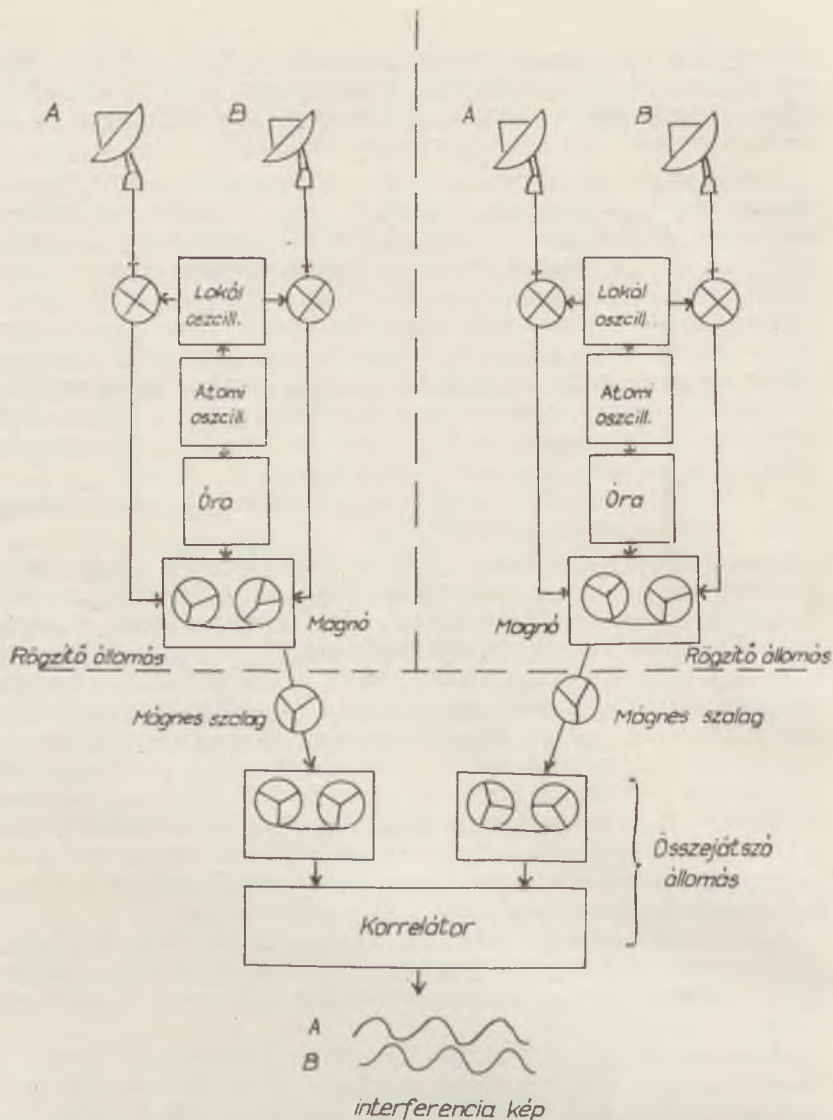 A
B
A
B
Lokál
oszcill.
Lokál
oszcill.
Atomi
oszcill.
Atomi
oszcill.
Óra
Óra
Magnó
Magnó
Rögzítő állomás
Rögzítő állomás
Mágnes szalag
Mágnes szalag
Összejátszó
állomás
Korrelátor
A
B
interferencia kép